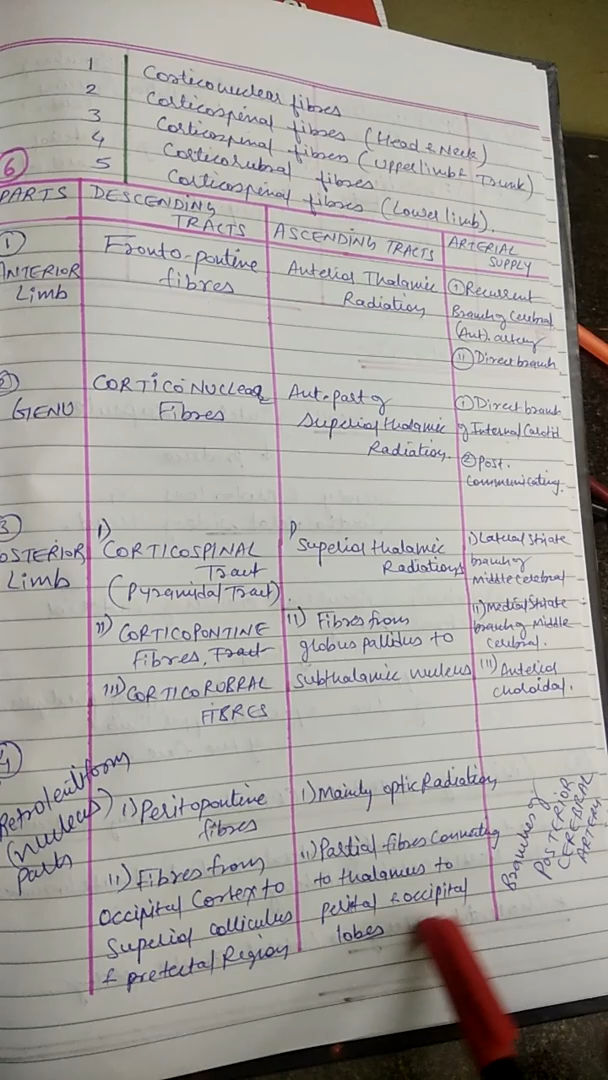 1 Corticonuclear fibres
2 Corticospinal fibres (Head & Neck)
3 Corticospinal fibres (Upperlimb & Trunk)
4 Corticorubral fibres
5 Corticospinal fibres (Lower limb).
6
PARTS
DESCENDING
TRACTS
ASCENDING TRACTS
ARTERIAL
SUPPLY
1
ANTERIOR
Limb
Fronto-pontine
fibres
Anterior Thalamic
Radiation
① Recurrent
Branch of cerebral
(Ant). artery
ⓘⓘ Direct branch
2
GENU
CORTICONUCLEAR
Fibres
Ant. part of
Superior thalamic
Radiation.
① Direct branch
of Internal Carotid
② Post.
communicating.
3
OSTERIOR
Limb
i)
CORTICOSPINAL
Tract
(Pyramidal Tract).
ii) CORTICOPONTINE
Fibres, Tract
iii) CORTICORUBRAL
FIBRES
i)
Superior thalamic
Radiations
ii) Fibres from
globus pallidus to
subthalamic nucleus
i) Lateral Striate
branch of
middle cerebral
ii) Medial Striate
branch of Middle
cerebral.
iii) Anterior
choroidal.
4
Retrolentiform
(nucleus)
parts
i) Peritopontine
fibres
ii) Fibres from
Occipital Cortex to
Superior colliculus
& pretectal Region
i) Mainly optic Radiation
ii) Partial fibres Connecting
to thalamus to
perital & occipital
lobes
Branches of
POSTERIOR
CEREBRAL
ARTERY